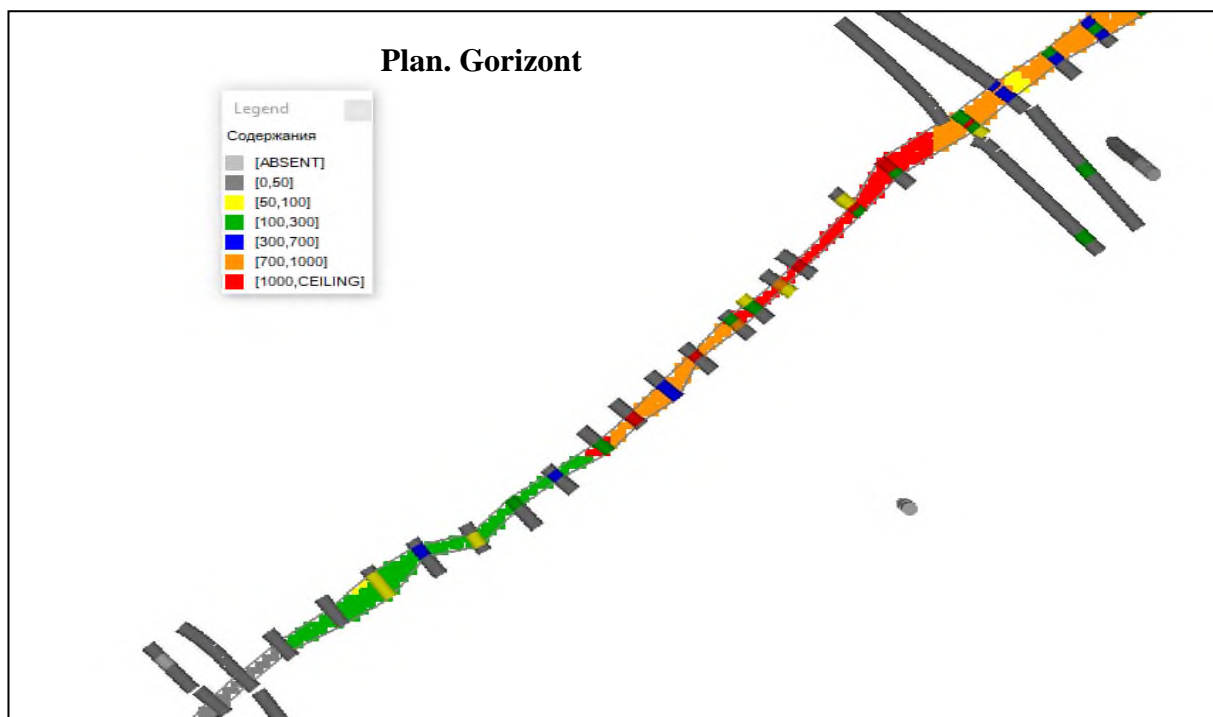 Plan. Gorizont
Legend
Содержания
[ABSENT]
[0,50]
[50,100]
[100,300]
[300,700]
[700,1000]
[1000,CEILING]